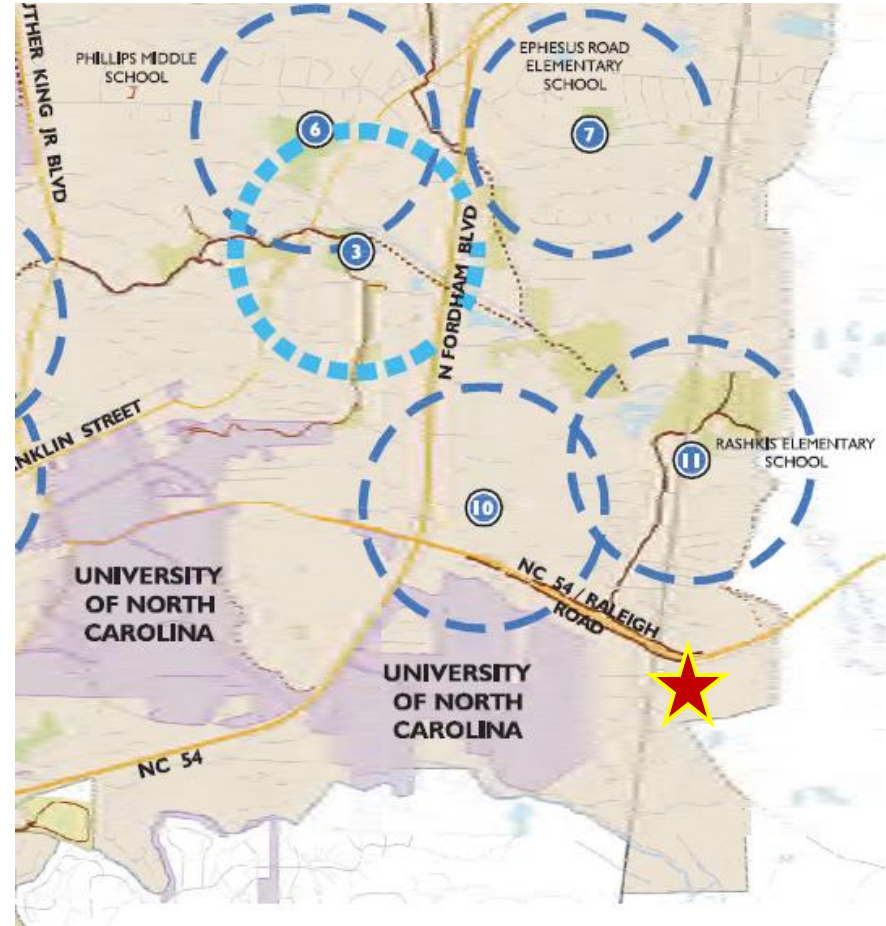 UTHER KING JR BLVD
PHILLIPS MIDDLE
SCHOOL
EPHESUS ROAD
ELEMENTARY
SCHOOL
6
7
3
N FORDHAM BLVD
NKLIN STREET
RASHKIS ELEMENTARY
SCHOOL
11
10
UNIVERSITY
OF NORTH
CAROLINA
NC 54 / RALEIGH
ROAD
UNIVERSITY
OF NORTH
CAROLINA
NC 54